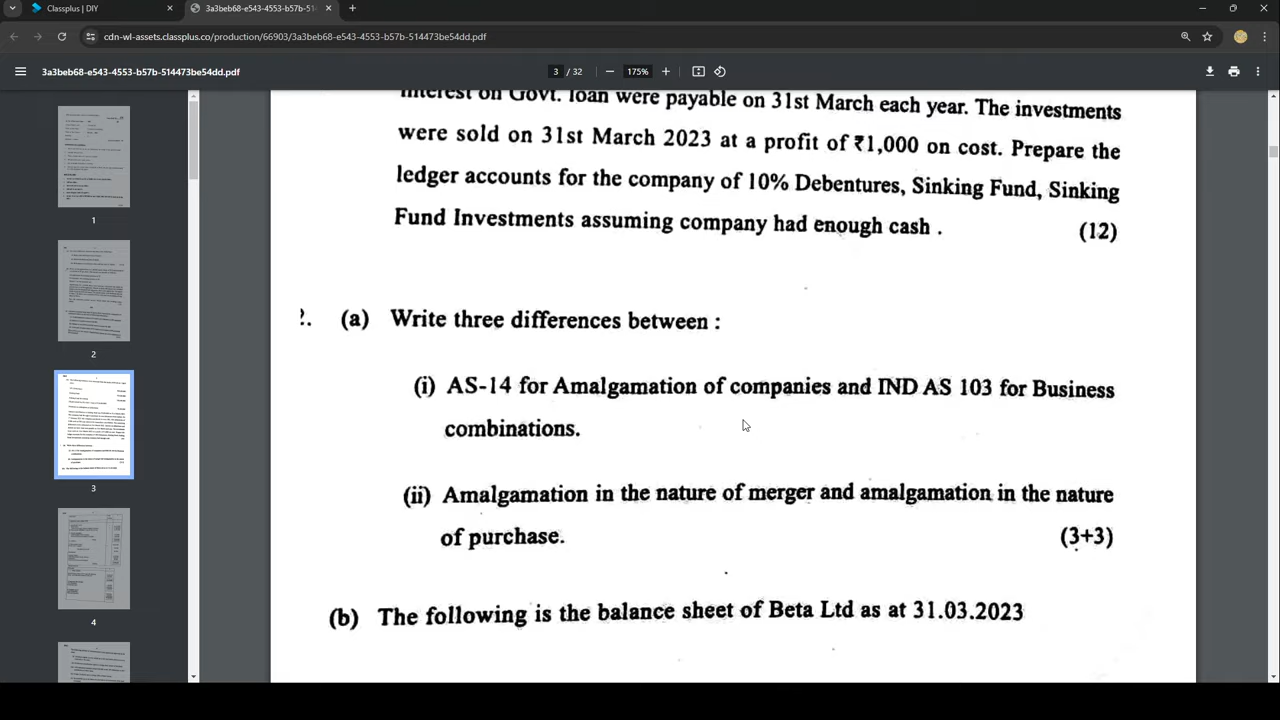 Classplus | DIY
3a3beb68-e543-4553-b57b-51
cdn-wl-assets.classplus.co/production/66903/3a3beb68-e543-4553-b57b-514473be54dd.pdf
3a3beb68-e543-4553-b57b-514473be54dd.pdf
3 / 32
175%
interest on Govt. loan were payable on 31st March each year. The investments
were sold on 31st March 2023 at a profit of ₹1,000 on cost. Prepare the
ledger accounts for the company of 10% Debentures, Sinking Fund, Sinking
Fund Investments assuming company had enough cash .
(12)
(a) Write three differences between :
(i) AS-14 for Amalgamation of companies and IND AS 103 for Business
combinations.
(ii) Amalgamation in the nature of merger and amalgamation in the nature
of purchase.
(3+3)
(b) The following is the balance sheet of Beta Ltd as at 31.03.2023
1
2
3
4